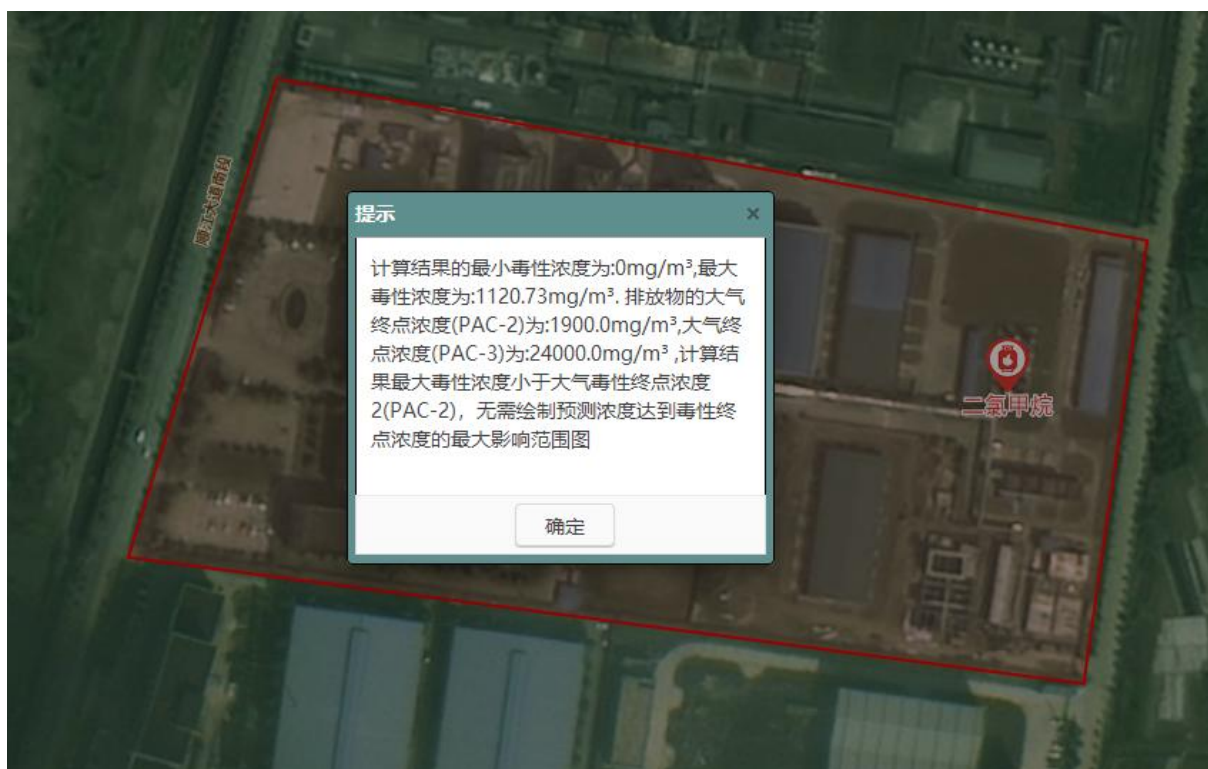 提示
×
计算结果的最小毒性浓度为:0mg/m³,最大
毒性浓度为:1120.73mg/m³. 排放物的大气
终点浓度(PAC-2)为:1900.0mg/m³,大气终
点浓度(PAC-3)为:24000.0mg/m³ ,计算结
果最大毒性浓度小于大气毒性终点浓度
2(PAC-2)，无需绘制预测浓度达到毒性终
点浓度的最大影响范围图
确定
二氯甲烷